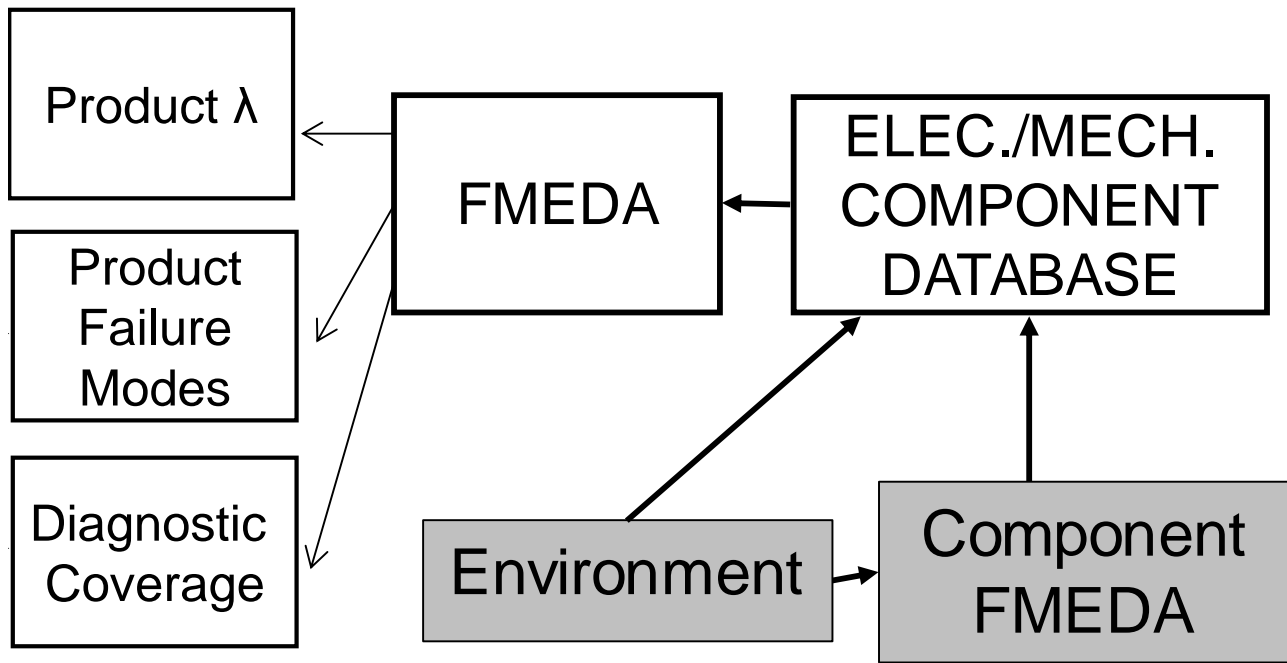 Product λ
FMEDA
ELEC./MECH.
COMPONENT
DATABASE
Product
Failure
Modes
Diagnostic
Coverage
Environment
Component
FMEDA